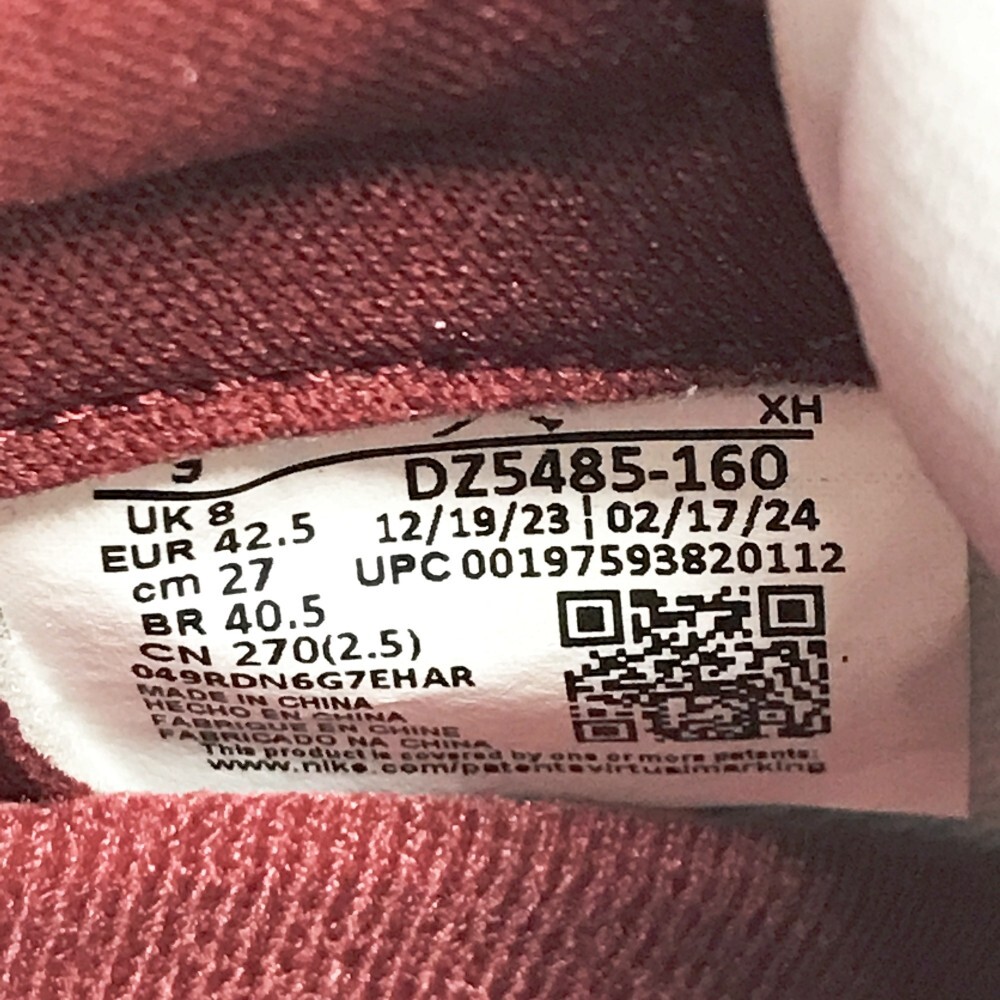 XH
9
DZ5485-160
UK 8
12/19/23 | 02/17/24
EUR 42.5
UPC 00197593820112
cm 27
BR 40.5
CN 270(2.5)
049RDN6G7EHAR
MADE IN CHINA
HECHO EN CHINA
FABRIQUE EN CHINE
FABRICADO NA CHINA
This product is covered by one or more patents:
www.nike.com/patentsvirtualmarking